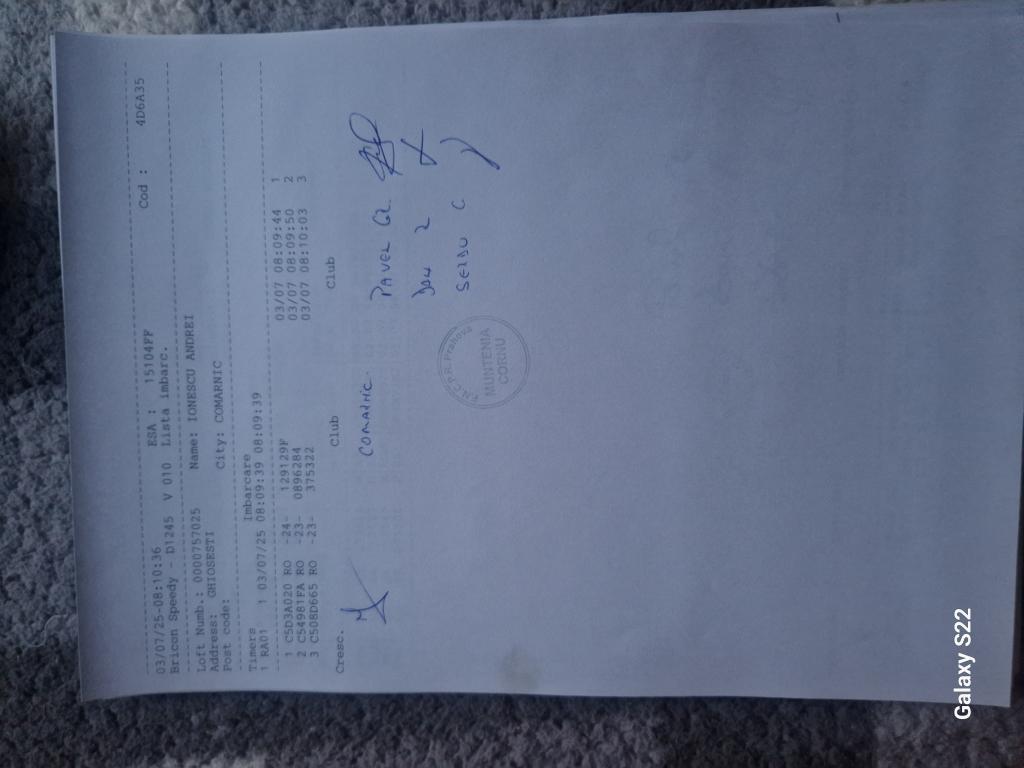 03/07/25-08:10:36 ESA : 15104FF Cod : 4D6A35
Bricon Speedy - D1245 V 010 Lista imbarc.
Loft Numb.: 0000757025 Name: IONESCU ANDREI
Address: GHIOSESTI
Post code: City: COMARNIC
Timers Imbarcare
1 RA01 1 03/07/25 08:09:39 08:09:39
1 C5D3A020 RO -24- 129129F 03/07 08:09:44 1
2 C54981FA RO -23- 0896284 03/07 08:09:50 2
3 C508D665 RO -23- 375322 03/07 08:10:03 3
Cresc. Club Club
COMARNIC. PAVEL
MUNTENIA
CORNU
Prahova
Galaxy S22